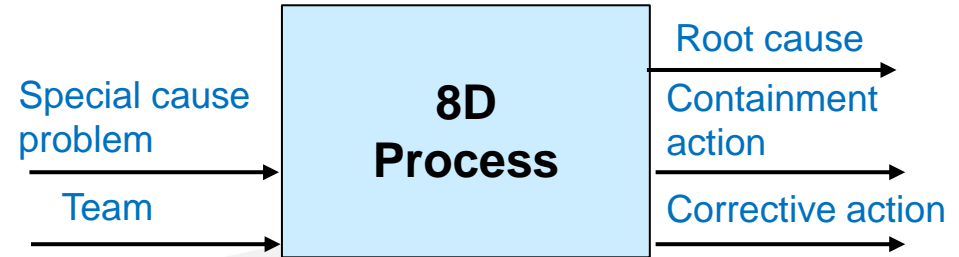 Special cause
problem
Team
8D
Process
Root cause
Containment
action
Corrective action